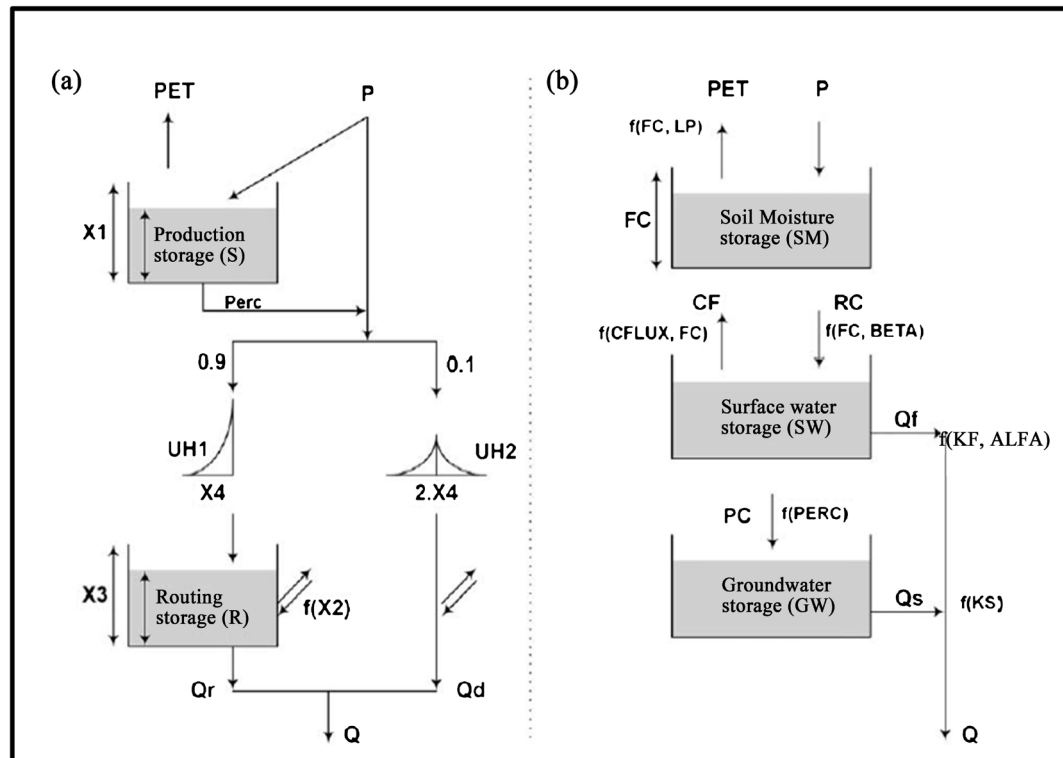 (a)
PET
P
X1
Production
storage (S)
Perc
0.9
0.1
UH1
UH2
X4
2.X4
X3
Routing
storage (R)
f(X2)
Qr
Qd
Q
(b)
PET
P
f(FC, LP)
FC
Soil Moisture
storage (SM)
CF
RC
f(CFLUX, FC)
f(FC, BETA)
Surface water
storage (SW)
Qf
f(KF, ALFA)
PC
f(PERC)
Groundwater
storage (GW)
Qs
f(KS)
Q